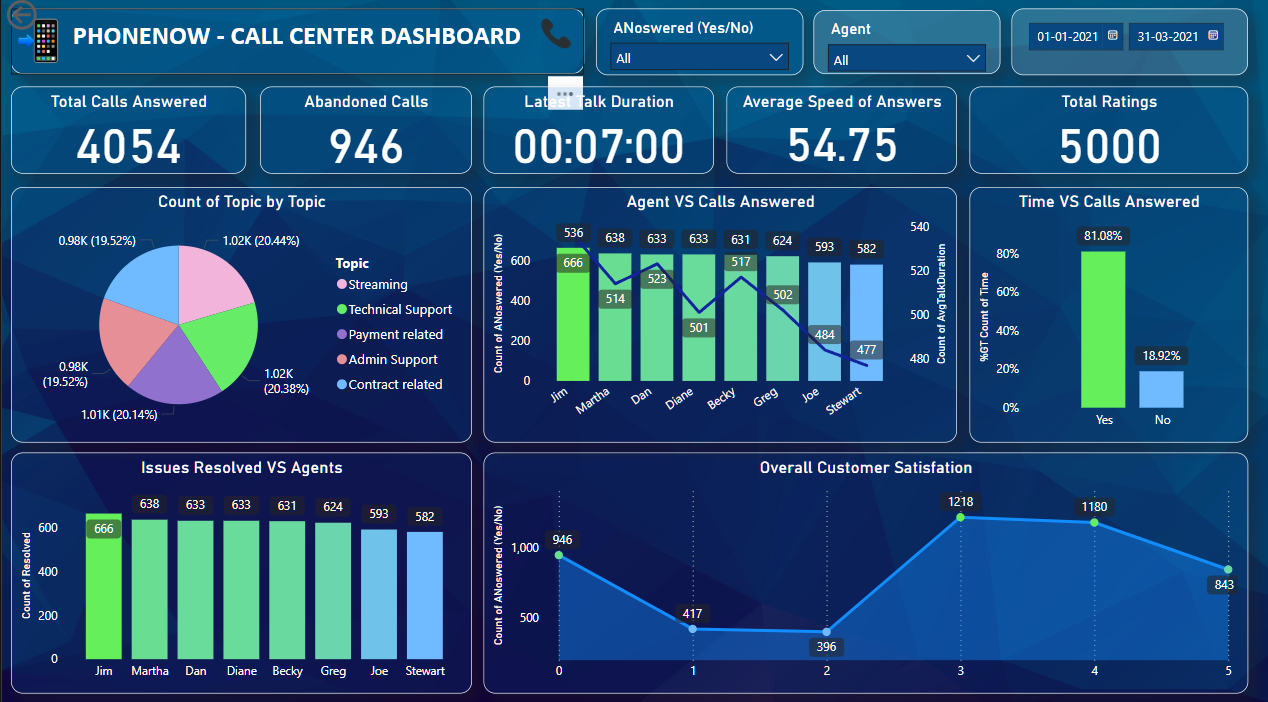 PHONENOW - CALL CENTER DASHBOARD
ANoswered (Yes/No)
All
Agent
All
01-01-2021
31-03-2021
Total Calls Answered
4054
Abandoned Calls
946
Latest Talk Duration
00:07:00
Average Speed of Answers
54.75
Total Ratings
5000
Count of Topic by Topic
0.98K (19.52%)
1.02K (20.44%)
0.98K
(19.52%)
1.02K
(20.38%)
1.01K (20.14%)
Topic
Streaming
Technical Support
Payment related
Admin Support
Contract related
Agent VS Calls Answered
Count of ANoswered (Yes/No)
600
400
200
0
536
638
633
633
631
624
593
582
666
514
523
501
517
502
484
477
540
520
500
480
Count of AvgTalkDuration
Jim
Martha
Dan
Diane
Becky
Greg
Joe
Stewart
Time VS Calls Answered
%GT Count of Time
80%
60%
40%
20%
0%
81.08%
18.92%
Yes
No
Issues Resolved VS Agents
Count of Resolved
600
400
200
0
666
638
633
633
631
624
593
582
Jim
Martha
Dan
Diane
Becky
Greg
Joe
Stewart
Overall Customer Satisfation
Count of ANoswered (Yes/No)
1,000
500
946
417
396
1218
1180
843
0
1
2
3
4
5